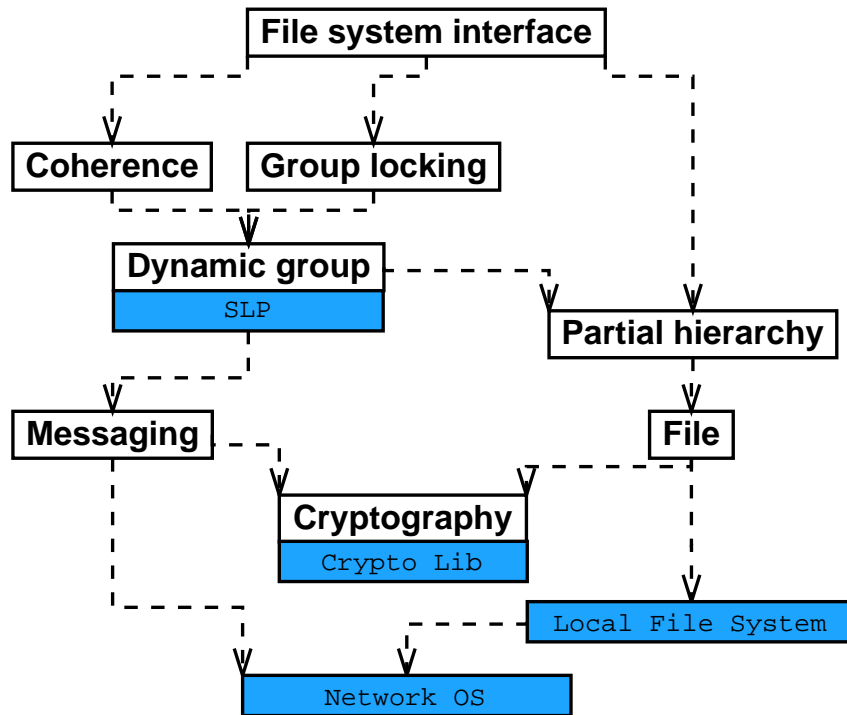 File system interface
Coherence
Group locking
Dynamic group
SLP
Partial hierarchy
Messaging
File
Cryptography
Crypto Lib
Local File System
Network OS